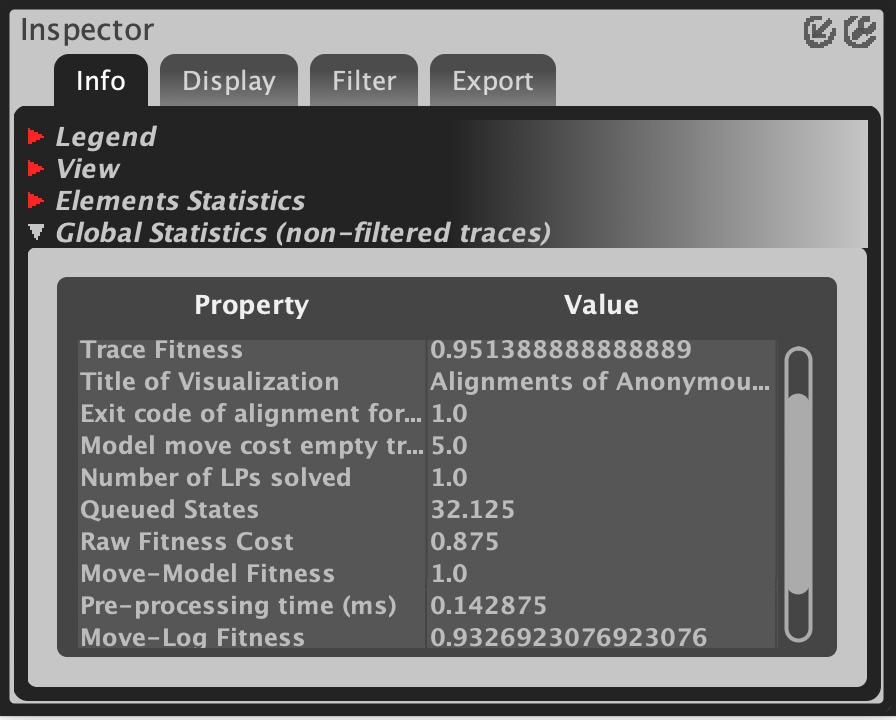 Inspector
Info Display Filter Export
Legend
View
Elements Statistics
Global Statistics (non-filtered traces)
Property Value
Trace Fitness 0.951388888888889
Title of Visualization Alignments of Anonymou...
Exit code of alignment for... 1.0
Model move cost empty tr... 5.0
Number of LPs solved 1.0
Queued States 32.125
Raw Fitness Cost 0.875
Move-Model Fitness 1.0
Pre-processing time (ms) 0.142875
Move-Log Fitness 0.9326923076923076